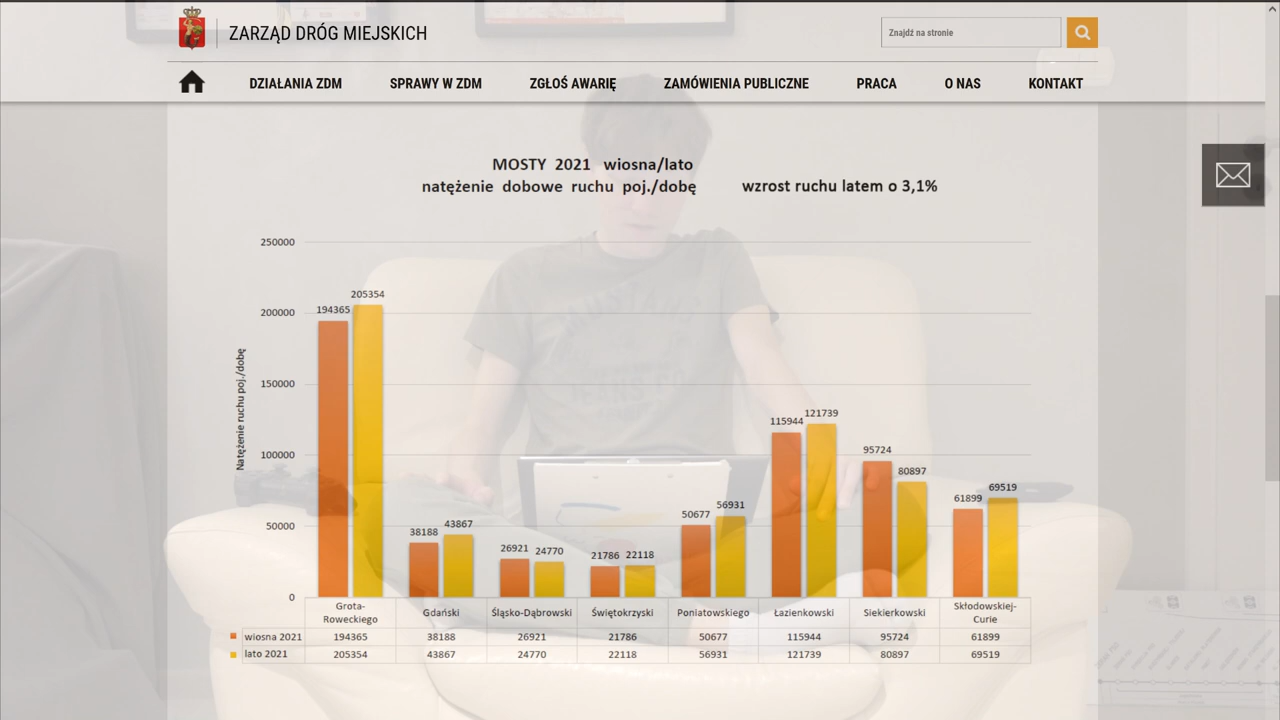 ZARZĄD DRÓG MIEJSKICH
Znajdź na stronie
DZIAŁANIA ZDM SPRAWY W ZDM ZGŁOŚ AWARIĘ ZAMÓWIENIA PUBLICZNE PRACA O NAS KONTAKT
MOSTY 2021 wiosna/lato
natężenie dobowe ruchu poj./dobę wzrost ruchu latem o 3,1%
Natężenie ruchu poj./dobę
250000
200000
150000
100000
50000
0
194365 205354
38188 43867
26921 24770
21786 22118
50677 56931
115944 121739
95724 80897
61899 69519
Grota-
Roweckiego
Gdański
Śląsko-Dąbrowski
Świętokrzyski
Poniatowskiego
Łazienkowski
Siekierkowski
Skłodowskiej-
Curie
wiosna 2021 194365 38188 26921 21786 50677 115944 95724 61899
lato 2021 205354 43867 24770 22118 56931 121739 80897 69519